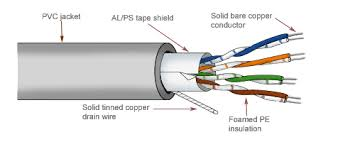 PVC jacket
AL/PS tape shield
Solid bare copper
conductor
Solid tinned copper
drain wire
Foamed PE
insulation